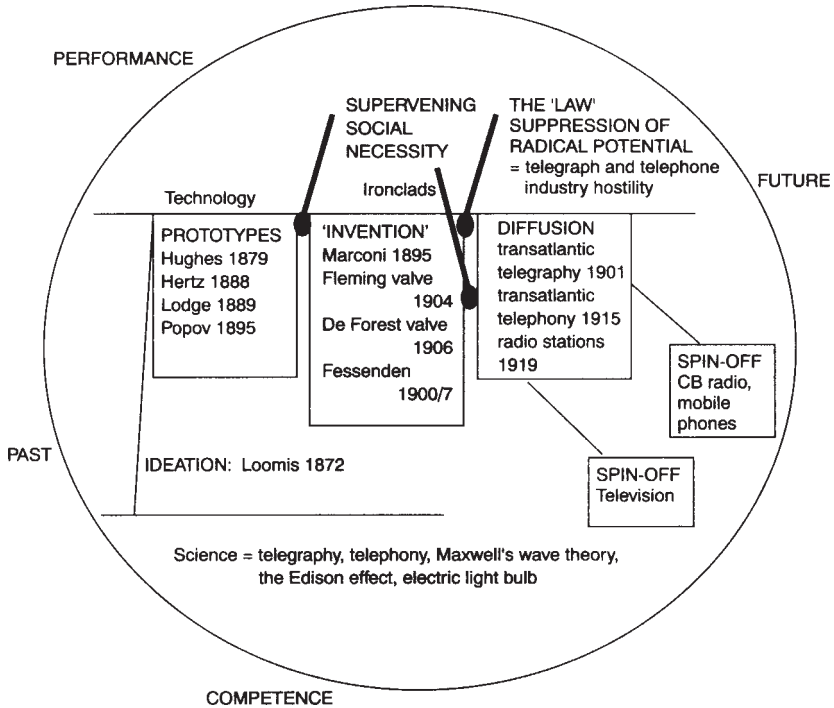 PERFORMANCE
SUPERVENING
SOCIAL
NECESSITY
THE 'LAW'
SUPPRESSION OF
RADICAL POTENTIAL
= telegraph and telephone
industry hostility
FUTURE
Technology
Ironclads
PROTOTYPES
Hughes 1879
Hertz 1888
Lodge 1889
Popov 1895
'INVENTION'
Marconi 1895
Fleming valve
1904
De Forest valve
1906
Fessenden
1900/7
DIFFUSION
transatlantic
telegraphy 1901
transatlantic
telephony 1915
radio stations
1919
SPIN-OFF
CB radio,
mobile
phones
SPIN-OFF
Television
PAST
IDEATION: Loomis 1872
Science = telegraphy, telephony, Maxwell's wave theory,
the Edison effect, electric light bulb
COMPETENCE